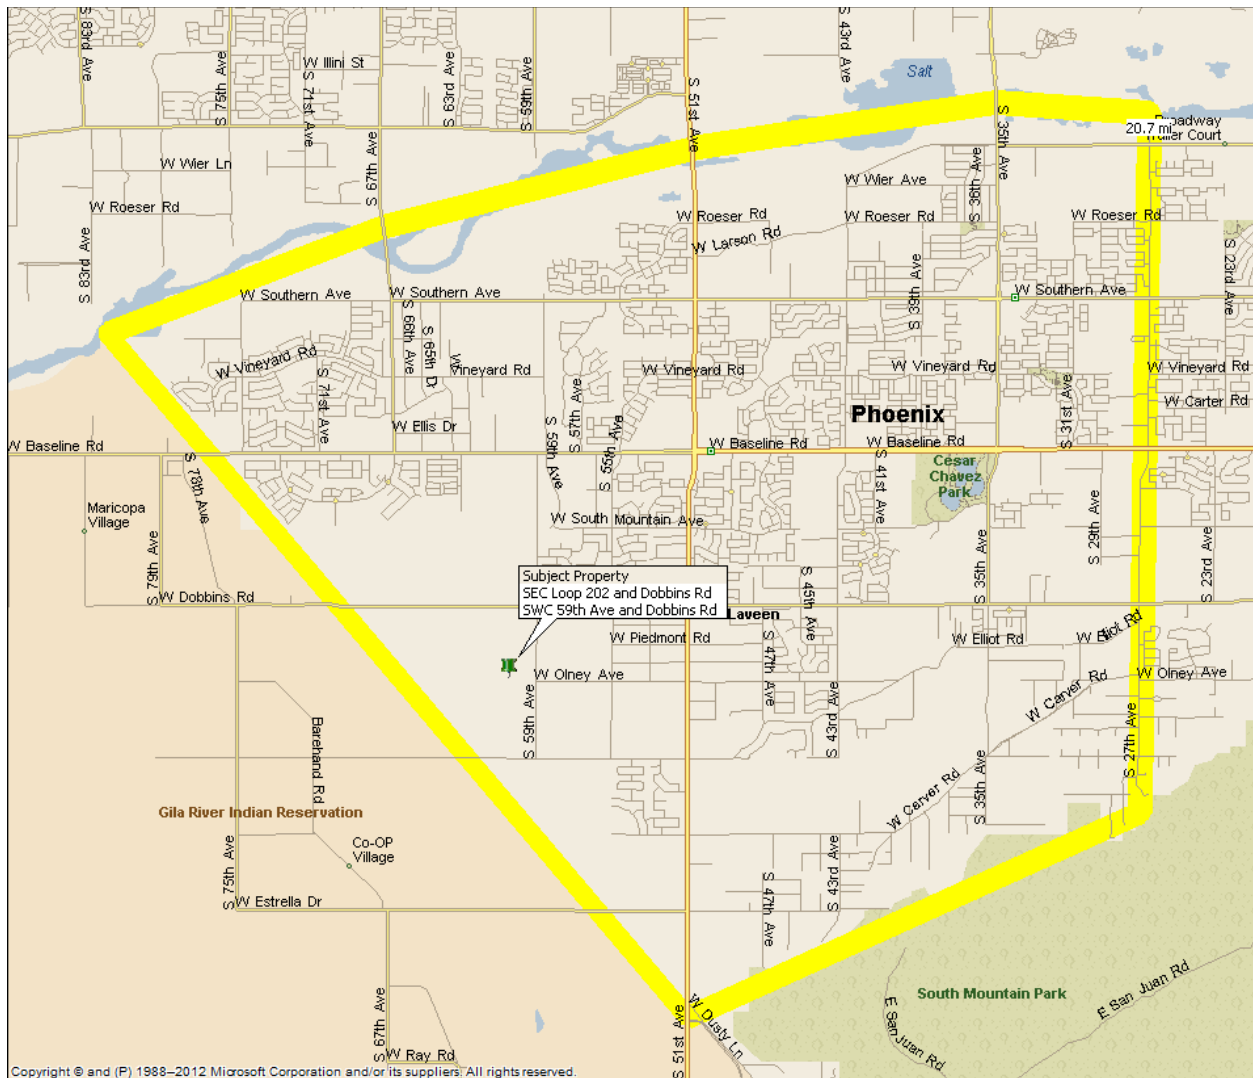 S 83rd Ave
S 75th Ave
W Illini St
S 71st Ave
S 63rd Ave
S 59th Ave
S 51st Ave
S 43rd Ave
Salt
S 35th Ave
20.7 mi
Broadway
Court
W Wier Ln
S 67th Ave
W Wier Ave
S 36th Ave
W Roeser Rd
W Roeser Rd
W Roeser Rd
W Roeser Rd
W Larson Rd
S 83rd Ave
S 39th Ave
S 23rd Ave
W Southern Ave
W Southern Ave
W Southern Ave
S 66th Ave
S 65th Dr
W Vineyard Rd
S 71st Ave
W
Vineyard Rd
W Vineyard Rd
W Vineyard Rd
W Vineyard Rd
S 57th Ave
S 59th Ave
S 55th Ave
S 31st Ave
W Carter Rd
Phoenix
W Ellis Dr
W Baseline Rd
W Baseline Rd
W Baseline Rd
S 41st Ave
Cesar
Chavez
Park
S 78th Ave
Maricopa
Village
W South Mountain Ave
S 79th Ave
S 29th Ave
S 35th Ave
S 23rd Ave
S 45th Ave
Subject Property
SEC Loop 202 and Dobbins Rd
SWC 59th Ave and Dobbins Rd
W Dobbins Rd
Laveen
W Piedmont Rd
S 47th Ave
W Elliot Rd
W Elliot Rd
W Olney Ave
W Olney Ave
S 59th Ave
S 43rd Ave
W Carver Rd
S 27th Ave
Barehand Rd
W Carver Rd
S 35th Ave
Gila River Indian Reservation
Co-OP
Village
S 75th Ave
W Estrella Dr
S 47th Ave
S 43rd Ave
South Mountain Park
E San Juan Rd
E San Juan Rd
S 67th Ave
W Ray Rd
S 51st Ave
W Dusty Ln
Copyright © and (P) 1988–2012 Microsoft Corporation and/or its suppliers. All rights reserved.